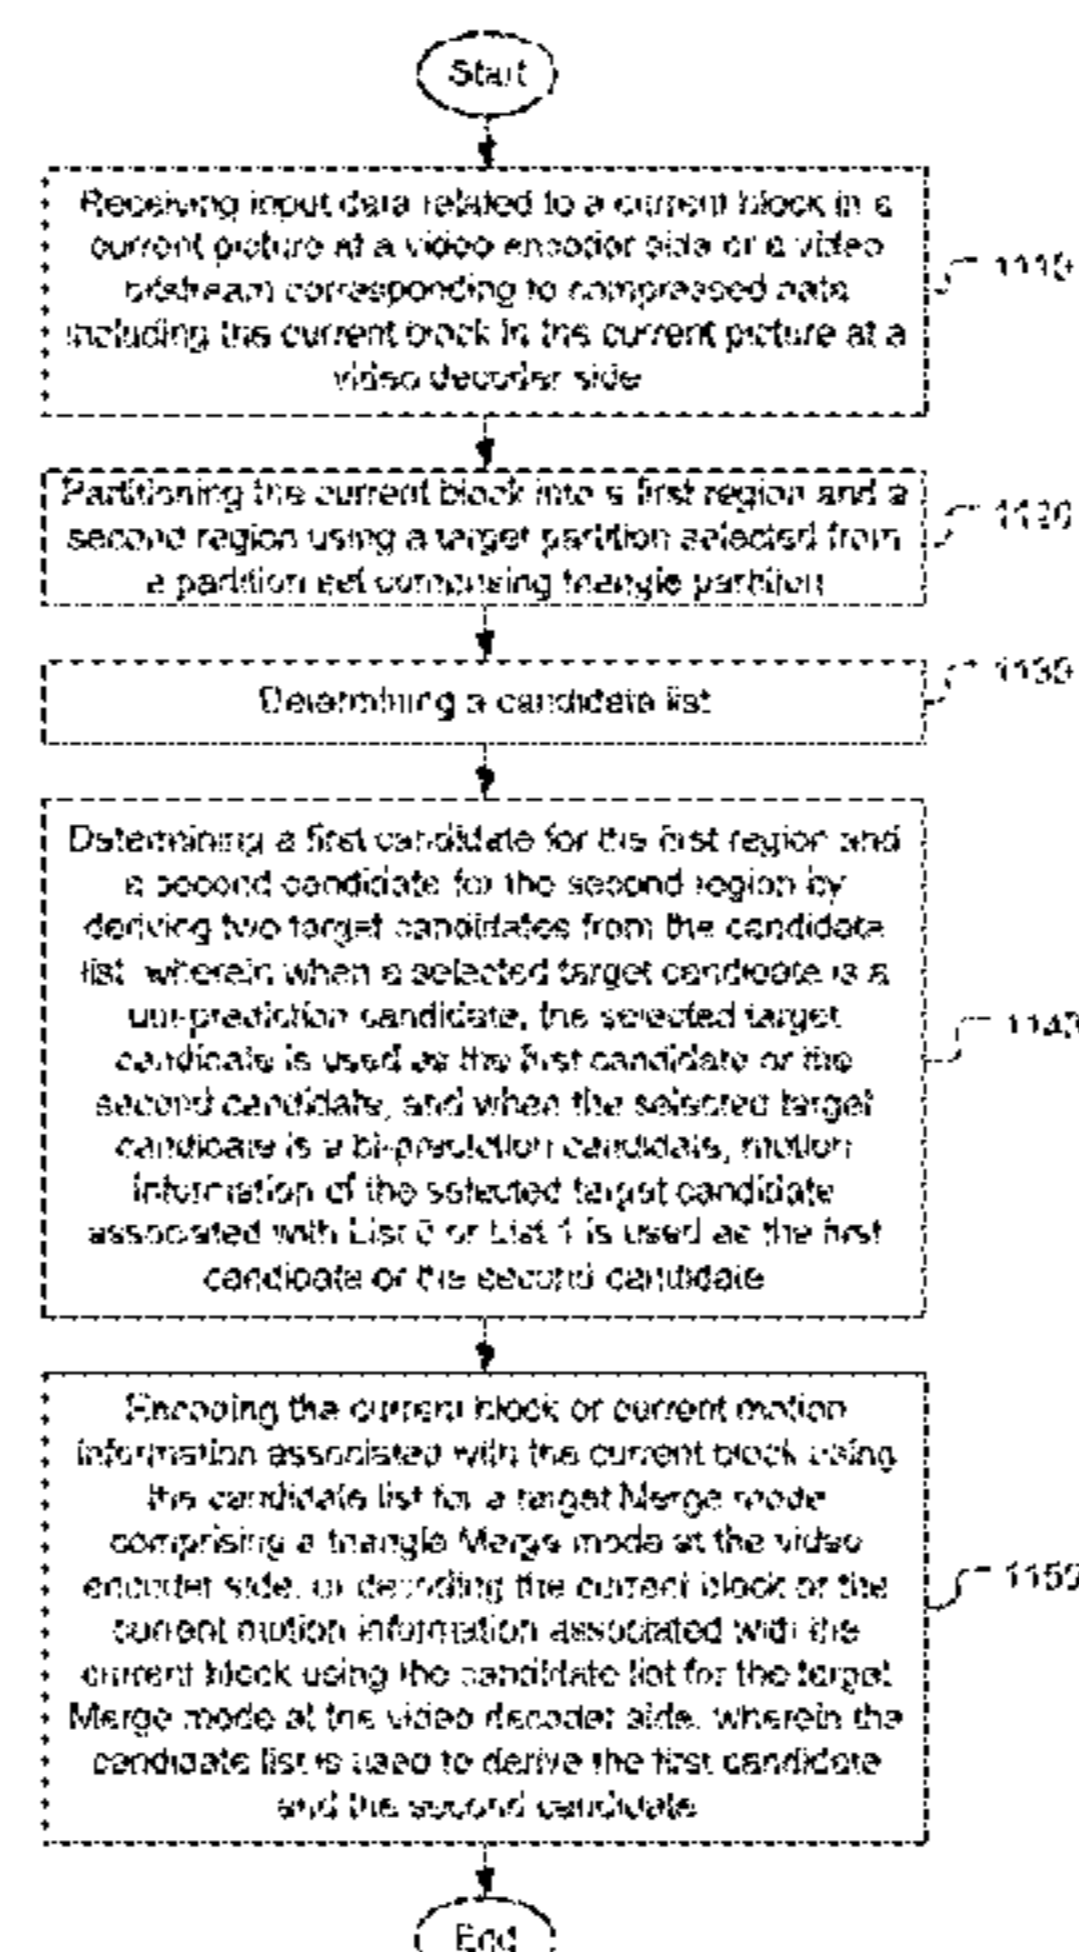 Start
Receiving input data related to a current block in a
current picture at a video encoder side or a video
bitstream corresponding to compressed data
including the current block in the current picture at a
video decoder side
1110
Partitioning the current block into a first region and a
second region using a target partition selected from
a partition set comprising triangle partition
1120
Determining a candidate list
1130
Determining a first candidate for the first region and
a second candidate for the second region by
deriving two target candidates from the candidate
list, wherein when a selected target candidate is a
uni-prediction candidate, the selected target
candidate is used as the first candidate or the
second candidate, and when the selected target
candidate is a bi-prediction candidate, motion
information of the selected target candidate
associated with List 0 or List 1 is used as the first
candidate or the second candidate
1140
Encoding the current block or current motion
information associated with the current block using
the candidate list for a target Merge mode
comprising a triangle Merge mode at the video
encoder side, or decoding the current block or the
current motion information associated with the
current block using the candidate list for the target
Merge mode at the video decoder side, wherein the
candidate list is used to derive the first candidate
and the second candidate
1150
End